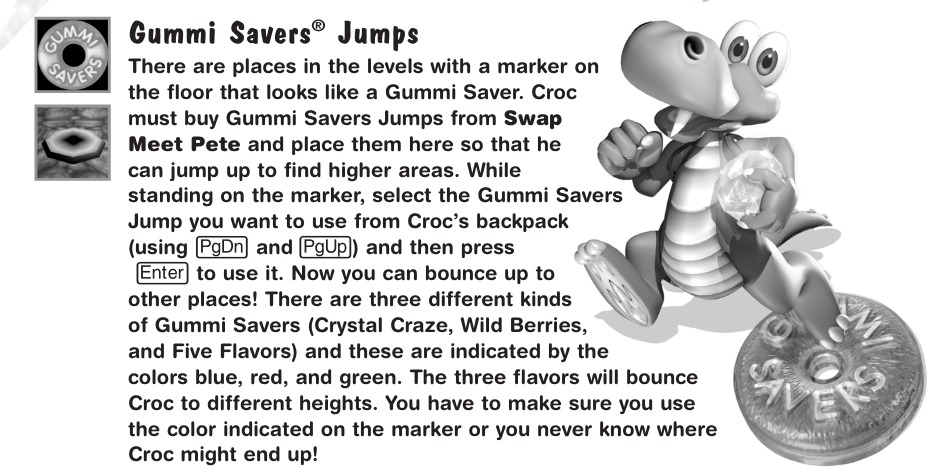 GUMMI
SAVERS
Gummi Savers® Jumps
There are places in the levels with a marker on
the floor that looks like a Gummi Saver. Croc
must buy Gummi Savers Jumps from Swap
Meet Pete and place them here so that he
can jump up to find higher areas. While
standing on the marker, select the Gummi Savers
Jump you want to use from Croc's backpack
(using PgDn and PgUp) and then press
Enter to use it. Now you can bounce up to
other places! There are three different kinds
of Gummi Savers (Crystal Craze, Wild Berries,
and Five Flavors) and these are indicated by the
colors blue, red, and green. The three flavors will bounce
Croc to different heights. You have to make sure you use
the color indicated on the marker or you never know where
Croc might end up!
SAVERS